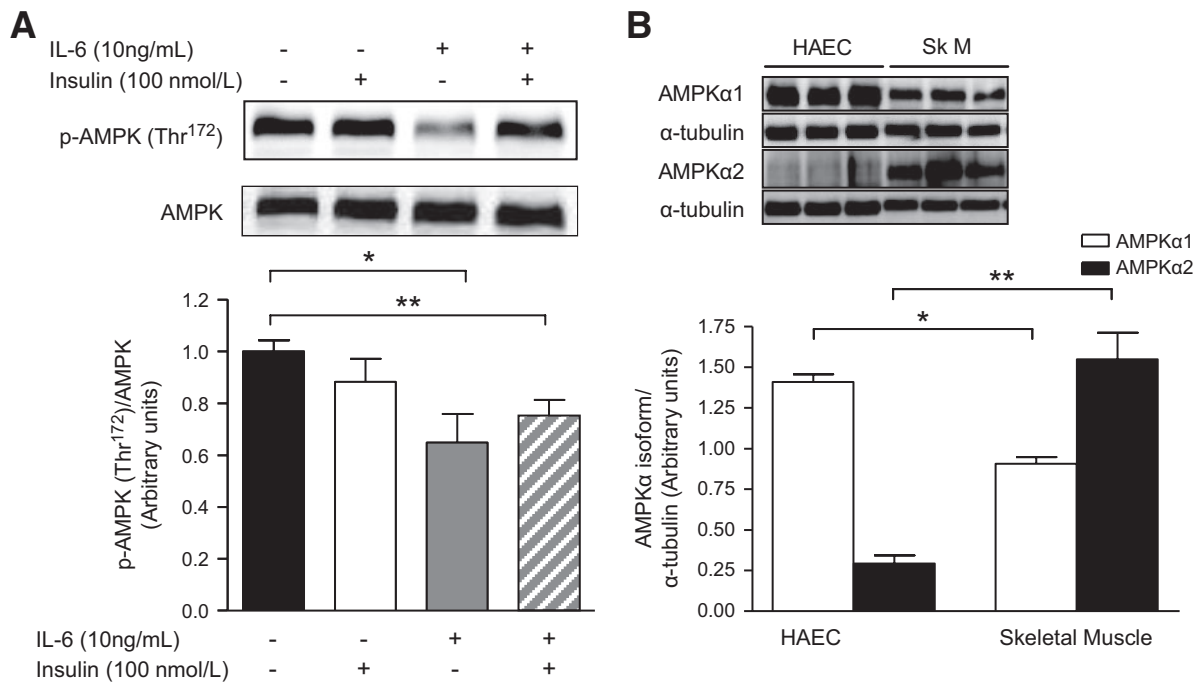 A
IL-6 (10ng/mL) - - + +
Insulin (100 nmol/L) - + - +
p-AMPK (Thr172)
AMPK
*
**
p-AMPK (Thr172)/AMPK
(Arbitrary units)
1.2
1.0
0.8
0.6
0.4
0.2
0.0
IL-6 (10ng/mL) - - + +
Insulin (100 nmol/L) - + - +
B
HAEC Sk M
AMPKα1
α-tubulin
AMPKα2
α-tubulin
AMPKα1
AMPKα2
**
*
AMPKα isoform/
α-tubulin (Arbitrary units)
1.75
1.50
1.25
1.00
0.75
0.50
0.25
0.00
HAEC Skeletal Muscle